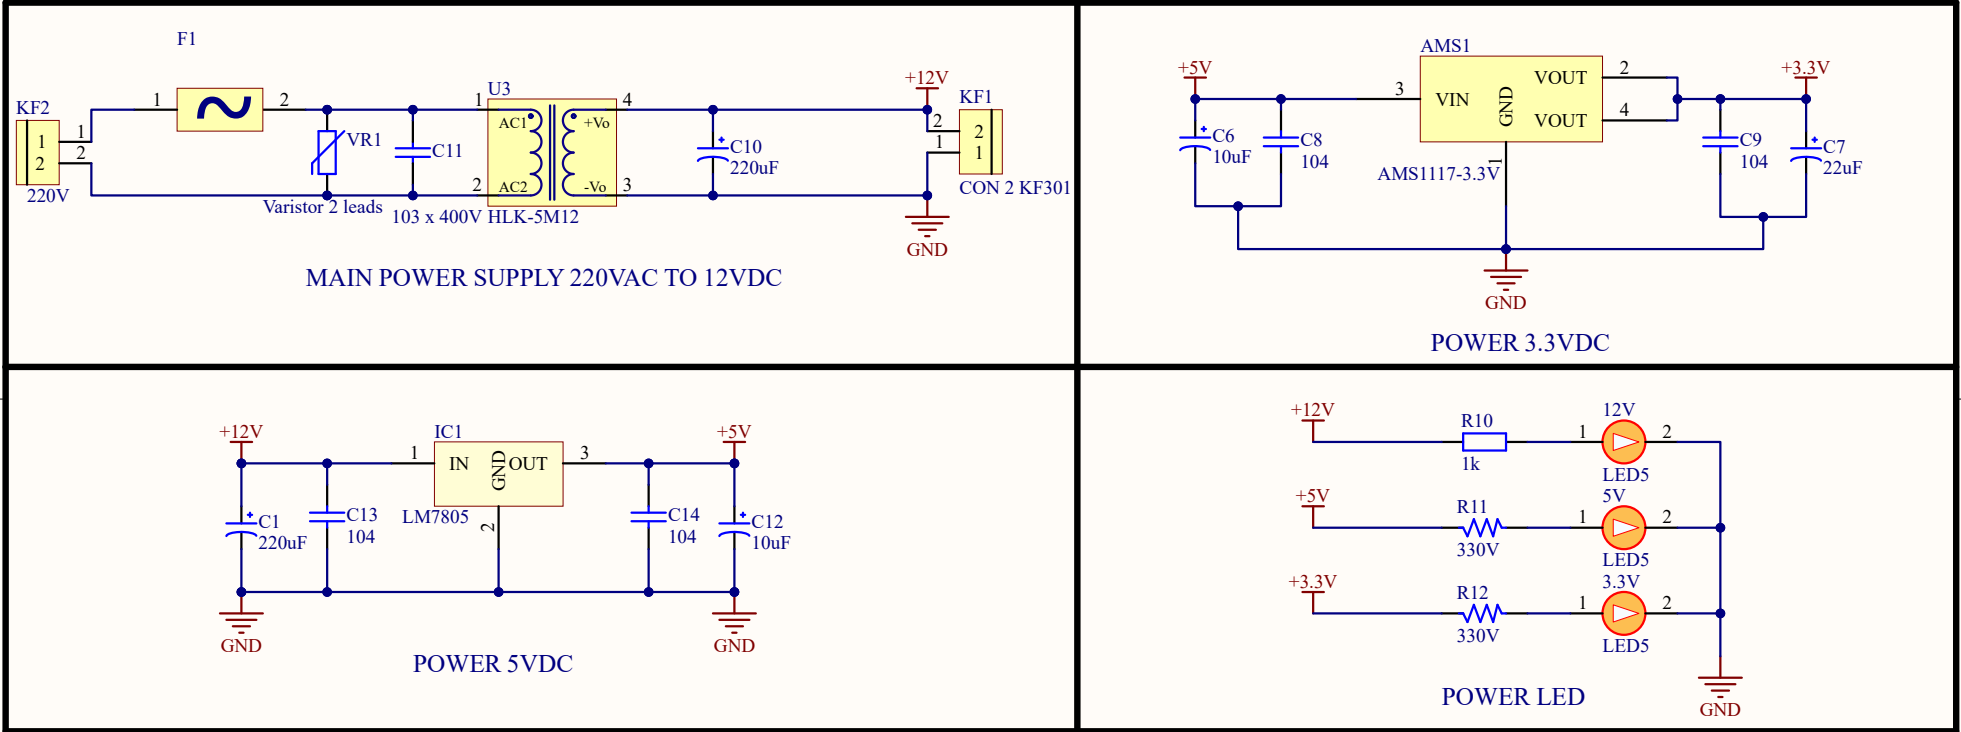 F1
KF2
1
2
1
2
220V
1
2
VR1
Varistor 2 leads
C11
103 x 400V
U3
1
2
AC1
AC2
+Vo
-Vo
4
3
HLK-5M12
C10
220uF
+12V
KF1
2
1
2
1
CON 2 KF301
GND
MAIN POWER SUPPLY 220VAC TO 12VDC
+5V
C6
10uF
C8
104
AMS1
3
VIN
GND
VOUT
VOUT
2
4
1
AMS1117-3.3V
+3.3V
C9
104
C7
22uF
GND
POWER 3.3VDC
+12V
C1
220uF
C13
104
IC1
1
IN
GND
OUT
3
LM7805
2
+5V
C14
104
C12
10uF
GND
GND
POWER 5VDC
+12V
R10
1k
12V
1
2
LED5
+5V
R11
330V
5V
1
2
LED5
+3.3V
R12
330V
3.3V
1
2
LED5
GND
POWER LED